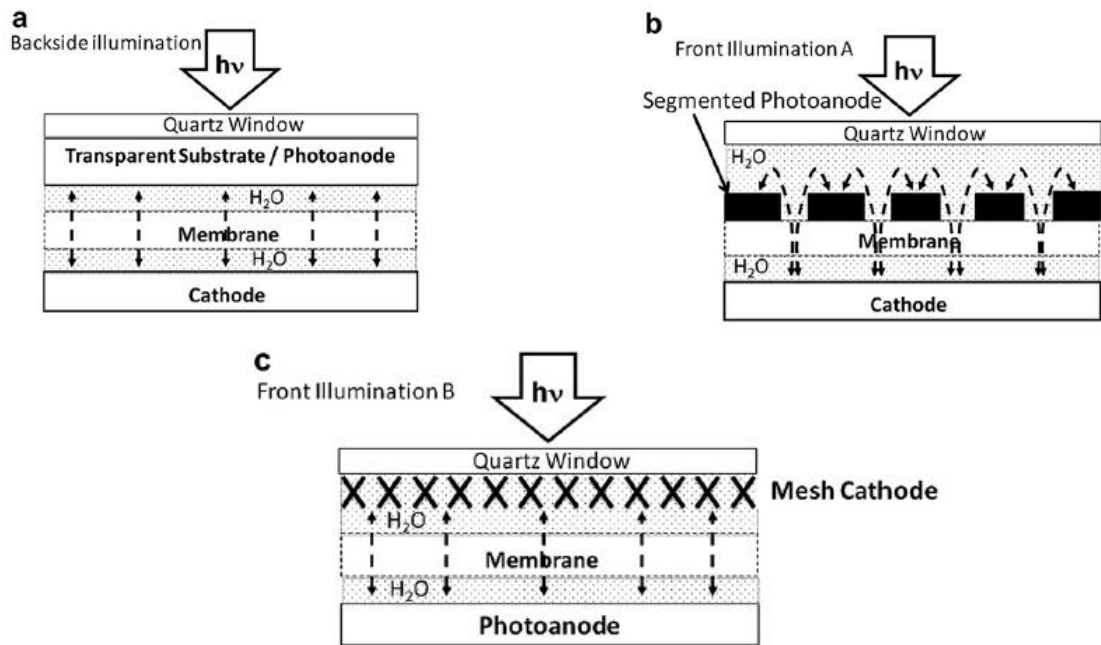 a
Backside illumination
hν
Quartz Window
Transparent Substrate / Photoanode
H₂O
Membrane
H₂O
Cathode
b
Front Illumination A
hν
Segmented Photoanode
Quartz Window
H₂O
Membrane
H₂O
Cathode
c
Front Illumination B
hν
Quartz Window
Mesh Cathode
H₂O
Membrane
H₂O
Photoanode